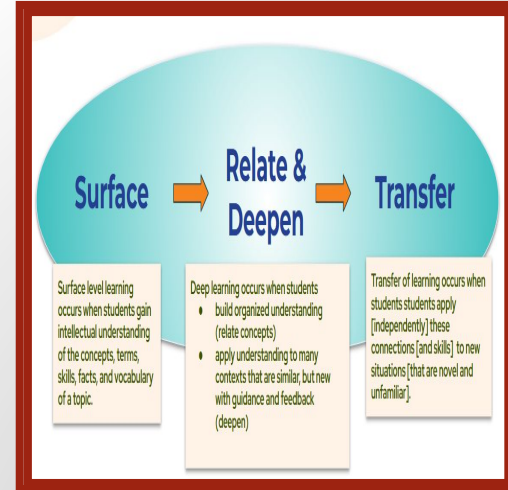 Surface
Relate &
Deepen
Transfer
Surface level learning
occurs when students gain
intellectual understanding
of the concepts, terms,
skills, facts, and vocabulary
of a topic.
Deep learning occurs when students
• build organized understanding
(relate concepts)
• apply understanding to many
contexts that are similar, but new
with guidance and feedback
(deepen)
Transfer of learning occurs when
students students apply
[independently] these
connections [and skills] to new
situations [that are novel and
unfamiliar].